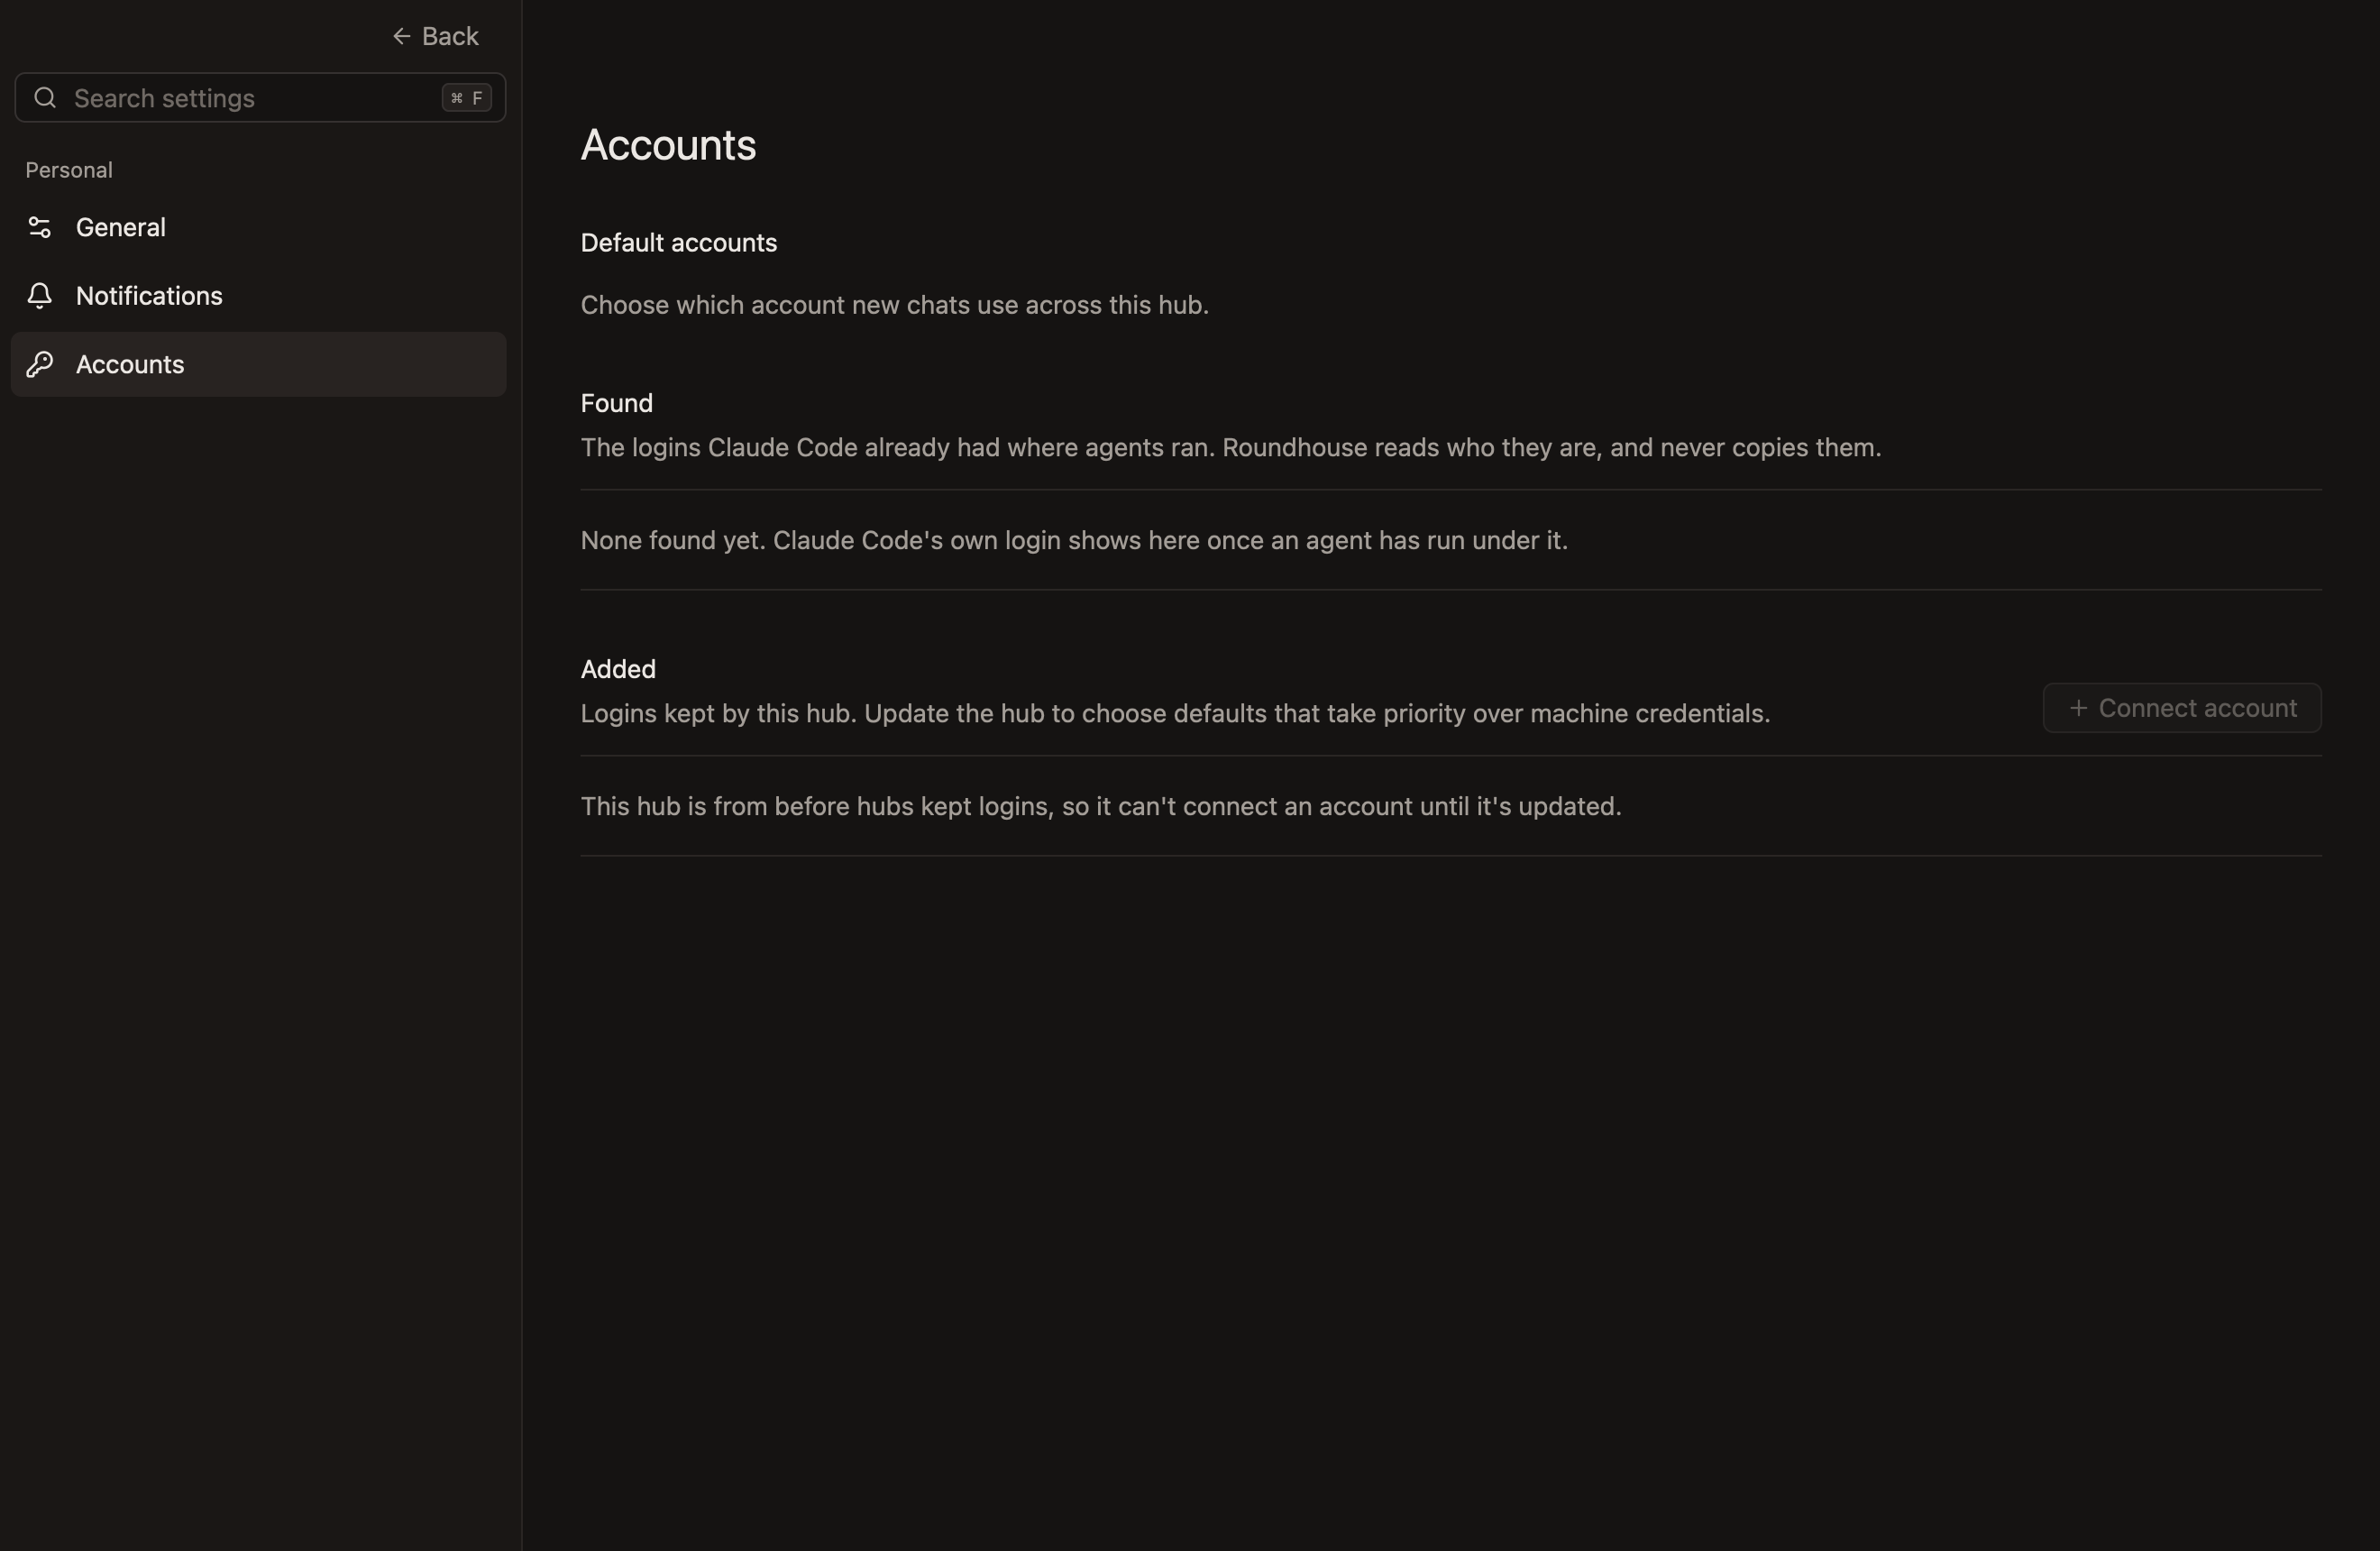 Back
Search settings
⌘ F
Personal
General
Notifications
Accounts
Accounts
Default accounts
Choose which account new chats use across this hub.
Found
The logins Claude Code already had where agents ran. Roundhouse reads who they are, and never copies them.
None found yet. Claude Code's own login shows here once an agent has run under it.
Added
Logins kept by this hub. Update the hub to choose defaults that take priority over machine credentials.
Connect account
This hub is from before hubs kept logins, so it can't connect an account until it's updated.